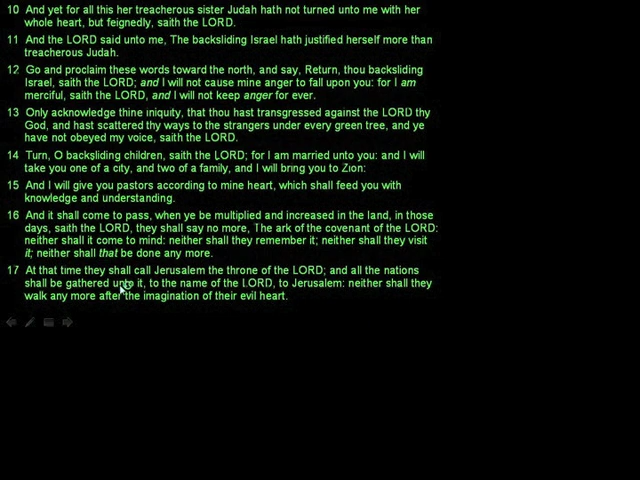 10 And yet for all this her treacherous sister Judah hath not turned unto me with her
whole heart, but feignedly, saith the LORD.
11 And the LORD said unto me, The backsliding Israel hath justified herself more than
treacherous Judah.
12 Go and proclaim these words toward the north, and say, Return, thou backsliding
Israel, saith the LORD; and I will not cause mine anger to fall upon you: for I am
merciful, saith the LORD, and I will not keep anger for ever.
13 Only acknowledge thine iniquity, that thou hast transgressed against the LORD thy
God, and hast scattered thy ways to the strangers under every green tree, and ye
have not obeyed my voice, saith the LORD.
14 Turn, O backsliding children, saith the LORD; for I am married unto you: and I will
take you one of a city, and two of a family, and I will bring you to Zion:
15 And I will give you pastors according to mine heart, which shall feed you with
knowledge and understanding.
16 And it shall come to pass, when ye be multiplied and increased in the land, in those
days, saith the LORD, they shall say no more, The ark of the covenant of the LORD:
neither shall it come to mind: neither shall they remember it; neither shall they visit
it; neither shall that be done any more.
17 At that time they shall call Jerusalem the throne of the LORD; and all the nations
shall be gathered unto it, to the name of the LORD, to Jerusalem: neither shall they
walk any more after the imagination of their evil heart.